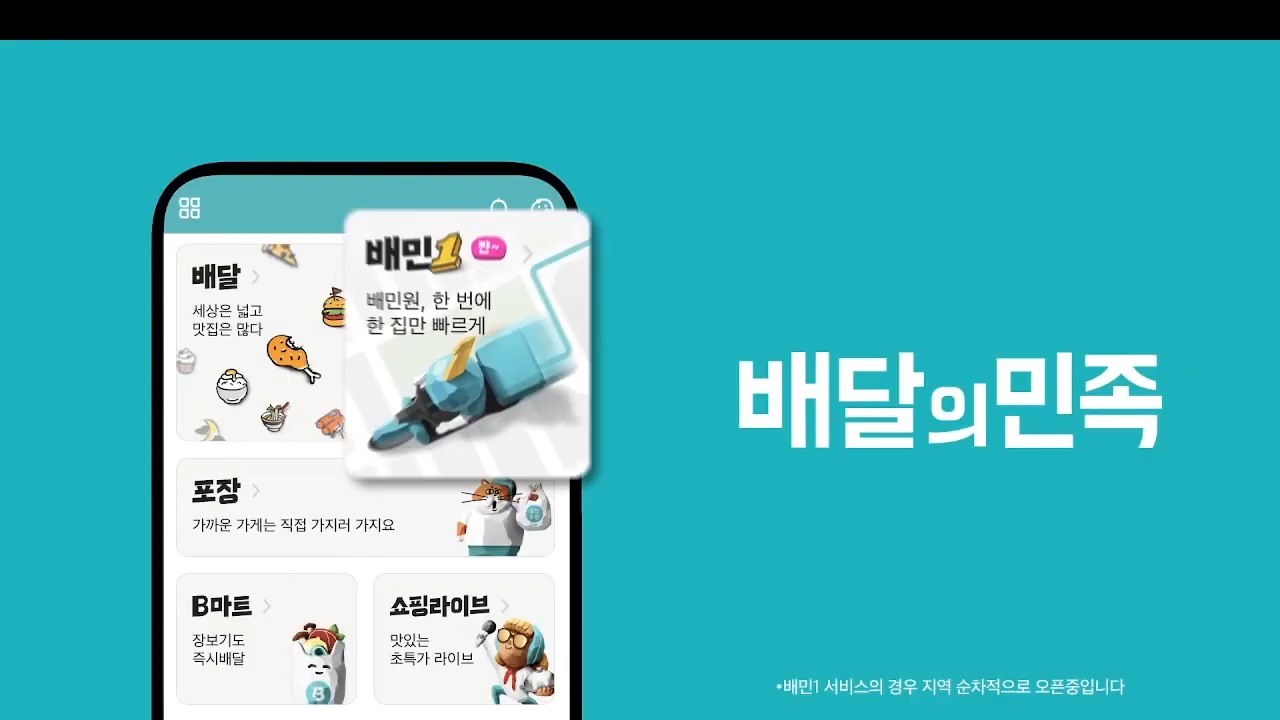 배달
세상은 넓고
맛집은 많다
배민1 짠~
배민원, 한 번에
한 집만 빠르게
포장
가까운 가게는 직접 가지러 가지요
B마트
장보기도
즉시배달
쇼핑라이브
맛있는
초특가 라이브
배달의민족
*배민1 서비스의 경우 지역 순차적으로 오픈중입니다